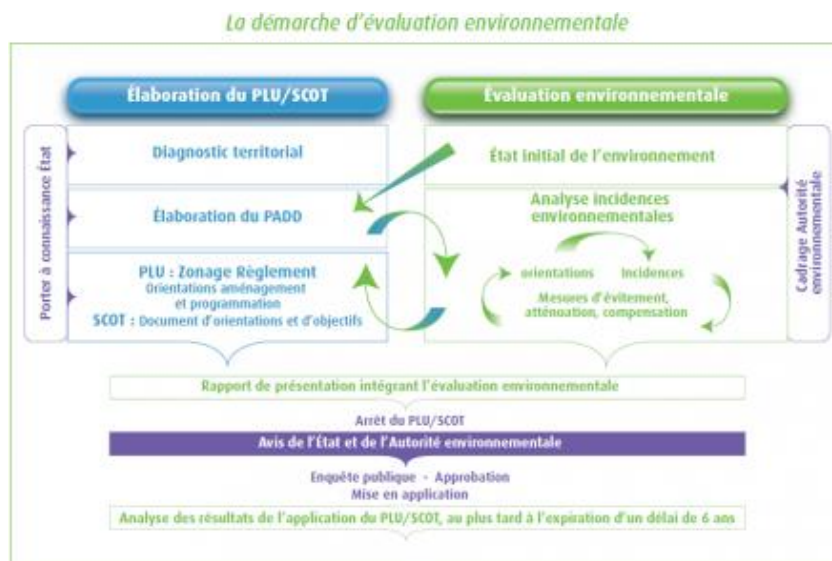 La démarche d'évaluation environnementale
Élaboration du PLU/SCOT
Évaluation environnementale
Porter à connaissance État
Diagnostic territorial
État initial de l'environnement
Cadrage Autorité
environnementale
Élaboration du PADD
Analyse incidences
environnementales
PLU : Zonage Règlement
Orientations aménagement
et programmation
SCOT : Document d'orientations et d'objectifs
orientations
Incidences
Mesures d'évitement,
atténuation, compensation
Rapport de présentation intégrant l'évaluation environnementale
Arrêt du PLU/SCOT
Avis de l'État et de l'Autorité environnementale
Enquête publique - Approbation
Mise en application
Analyse des résultats de l'application du PLU/SCOT, au plus tard à l'expiration d'un délai de 6 ans